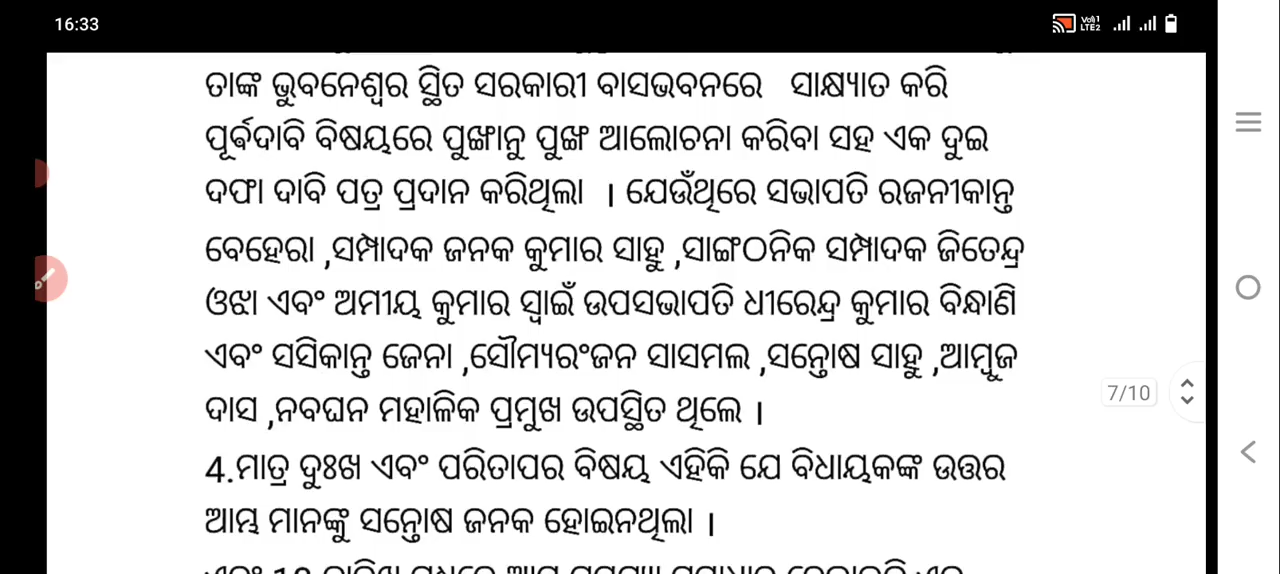 16:33
Vo) 1
LTE2
ତାଙ୍କ ଭୁବନେଶ୍ୱର ସ୍ଥିତ ସରକାରୀ ବାସଭବନରେ ସାକ୍ଷ୍ୟାତ କରି
ପୂର୍ବଦାବି ବିଷୟରେ ପୁଙ୍ଖାନୁ ପୁଙ୍ଖ ଆଲୋଚନା କରିବା ସହ ଏକ ଦୁଇ
ଦଫା ଦାବି ପତ୍ର ପ୍ରଦାନ କରିଥିଲା । ଯେଉଁଥିରେ ସଭାପତି ରଜନୀକାନ୍ତ
ବେହେରା ,ସମ୍ପାଦକ ଜନକ କୁମାର ସାହୁ ,ସାଙ୍ଗଠନିକ ସମ୍ପାଦକ ଜିତେନ୍ଦ୍ର
ଓଝା ଏବଂ ଅମୀୟ କୁମାର ସ୍ୱାଇଁ ଉପସଭାପତି ଧୀରେନ୍ଦ୍ର କୁମାର ବିନ୍ଧାଣି
ଏବଂ ସସିକାନ୍ତ ଜେନା ,ସୌମ୍ୟରଂଜନ ସାସମଲ ,ସନ୍ତୋଷ ସାହୁ ,ଆମ୍ବୁଜ
7/10
ଦାସ ,ନବଘନ ମହାଳିକ ପ୍ରମୁଖ ଉପସ୍ଥିତ ଥିଲେ ।
4.ମାତ୍ର ଦୁଃଖ ଏବଂ ପରିତାପର ବିଷୟ ଏହିକି ଯେ ବିଧାୟକଙ୍କ ଉତ୍ତର
ଆମ୍ଭ ମାନଙ୍କୁ ସନ୍ତୋଷ ଜନକ ହୋଇନଥିଲା ।